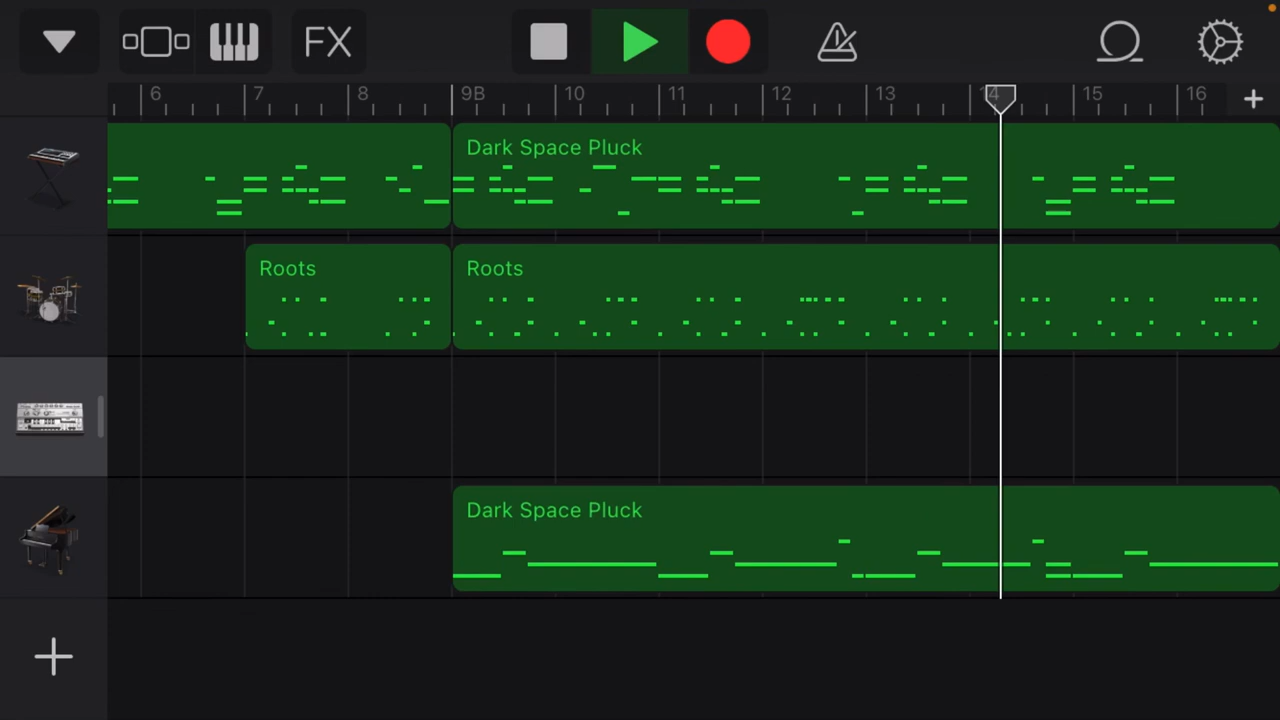 FX
6 7 8 9B 10 11 12 13 14 15 16
Dark Space Pluck
Roots Roots
Dark Space Pluck